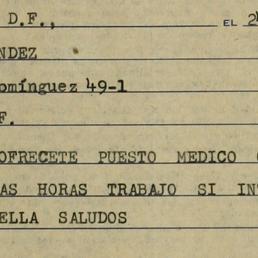 D.F., EL 2
NDEZ
omínguez 49-1
F.
OFRECETE PUESTO MEDICO
AS HORAS TRABAJO SI IN
ELLA SALUDOS